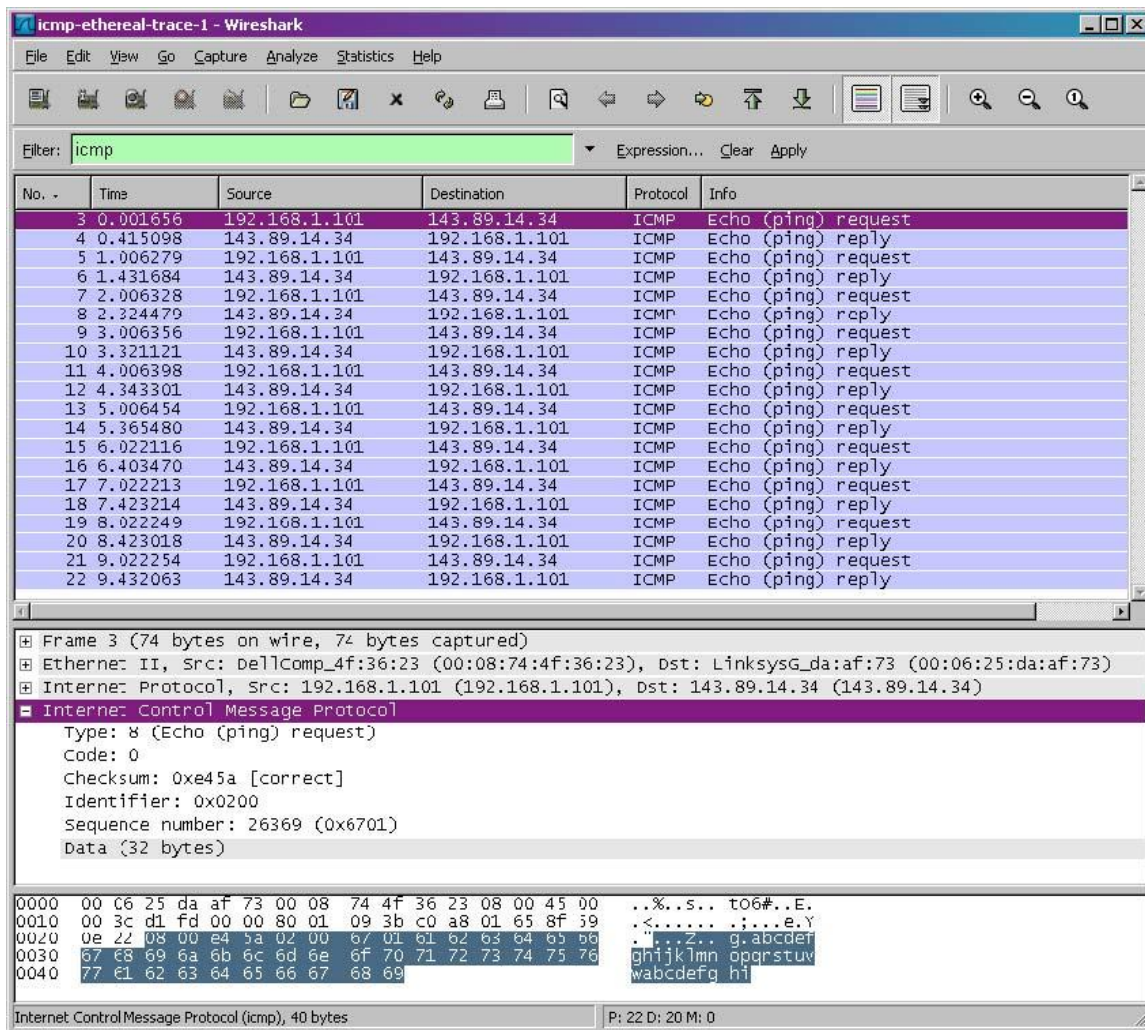 icmp-ethereal-trace-1 - Wireshark
File Edit View Go Capture Analyze Statistics Help
Filter: icmp Expression... Clear Apply
No. - Time Source Destination Protocol Info
3 0.001656 192.168.1.101 143.89.14.34 ICMP Echo (ping) request
4 0.415098 143.89.14.34 192.168.1.101 ICMP Echo (ping) reply
5 1.006279 192.168.1.101 143.89.14.34 ICMP Echo (ping) request
6 1.431684 143.89.14.34 192.168.1.101 ICMP Echo (ping) reply
7 2.006328 192.168.1.101 143.89.14.34 ICMP Echo (ping) request
8 2.324479 143.89.14.34 192.168.1.101 ICMP Echo (ping) reply
9 3.006356 192.168.1.101 143.89.14.34 ICMP Echo (ping) request
10 3.321121 143.89.14.34 192.168.1.101 ICMP Echo (ping) reply
11 4.006398 192.168.1.101 143.89.14.34 ICMP Echo (ping) request
12 4.343301 143.89.14.34 192.168.1.101 ICMP Echo (ping) reply
13 5.006454 192.168.1.101 143.89.14.34 ICMP Echo (ping) request
14 5.365480 143.89.14.34 192.168.1.101 ICMP Echo (ping) reply
15 6.022116 192.168.1.101 143.89.14.34 ICMP Echo (ping) request
16 6.403470 143.89.14.34 192.168.1.101 ICMP Echo (ping) reply
17 7.022213 192.168.1.101 143.89.14.34 ICMP Echo (ping) request
18 7.423214 143.89.14.34 192.168.1.101 ICMP Echo (ping) reply
19 8.022249 192.168.1.101 143.89.14.34 ICMP Echo (ping) request
20 8.423018 143.89.14.34 192.168.1.101 ICMP Echo (ping) reply
21 9.022254 192.168.1.101 143.89.14.34 ICMP Echo (ping) request
22 9.432063 143.89.14.34 192.168.1.101 ICMP Echo (ping) reply
Frame 3 (74 bytes on wire, 74 bytes captured)
Ethernet II, Src: DellComp_4f:36:23 (00:08:74:4f:36:23), Dst: LinksysG_da:af:73 (00:06:25:da:af:73)
Internet Protocol, Src: 192.168.1.101 (192.168.1.101), Dst: 143.89.14.34 (143.89.14.34)
Internet Control Message Protocol
Type: 8 (Echo (ping) request)
Code: 0
Checksum: 0xe45a [correct]
Identifier: 0x0200
Sequence number: 26369 (0x6701)
Data (32 bytes)
0000 00 06 25 da af 73 00 08 74 4f 36 23 08 00 45 00 ..%..s.. tO6#..E.
0010 00 3c d1 fd 00 00 80 01 09 3b c0 a8 01 65 8f 59 .<...... .;...e.Y
0020 0e 22 08 00 e4 5a 02 00 67 01 61 62 63 64 65 66 ."...Z.. g.abcdef
0030 67 68 69 6a 6b 6c 6d 6e 6f 70 71 72 73 74 75 76 ghijklmn opqrstuv
0040 77 61 62 63 64 65 66 67 68 69 wabcdefg hi
Internet Control Message Protocol (icmp), 40 bytes P: 22 D: 20 M: 0